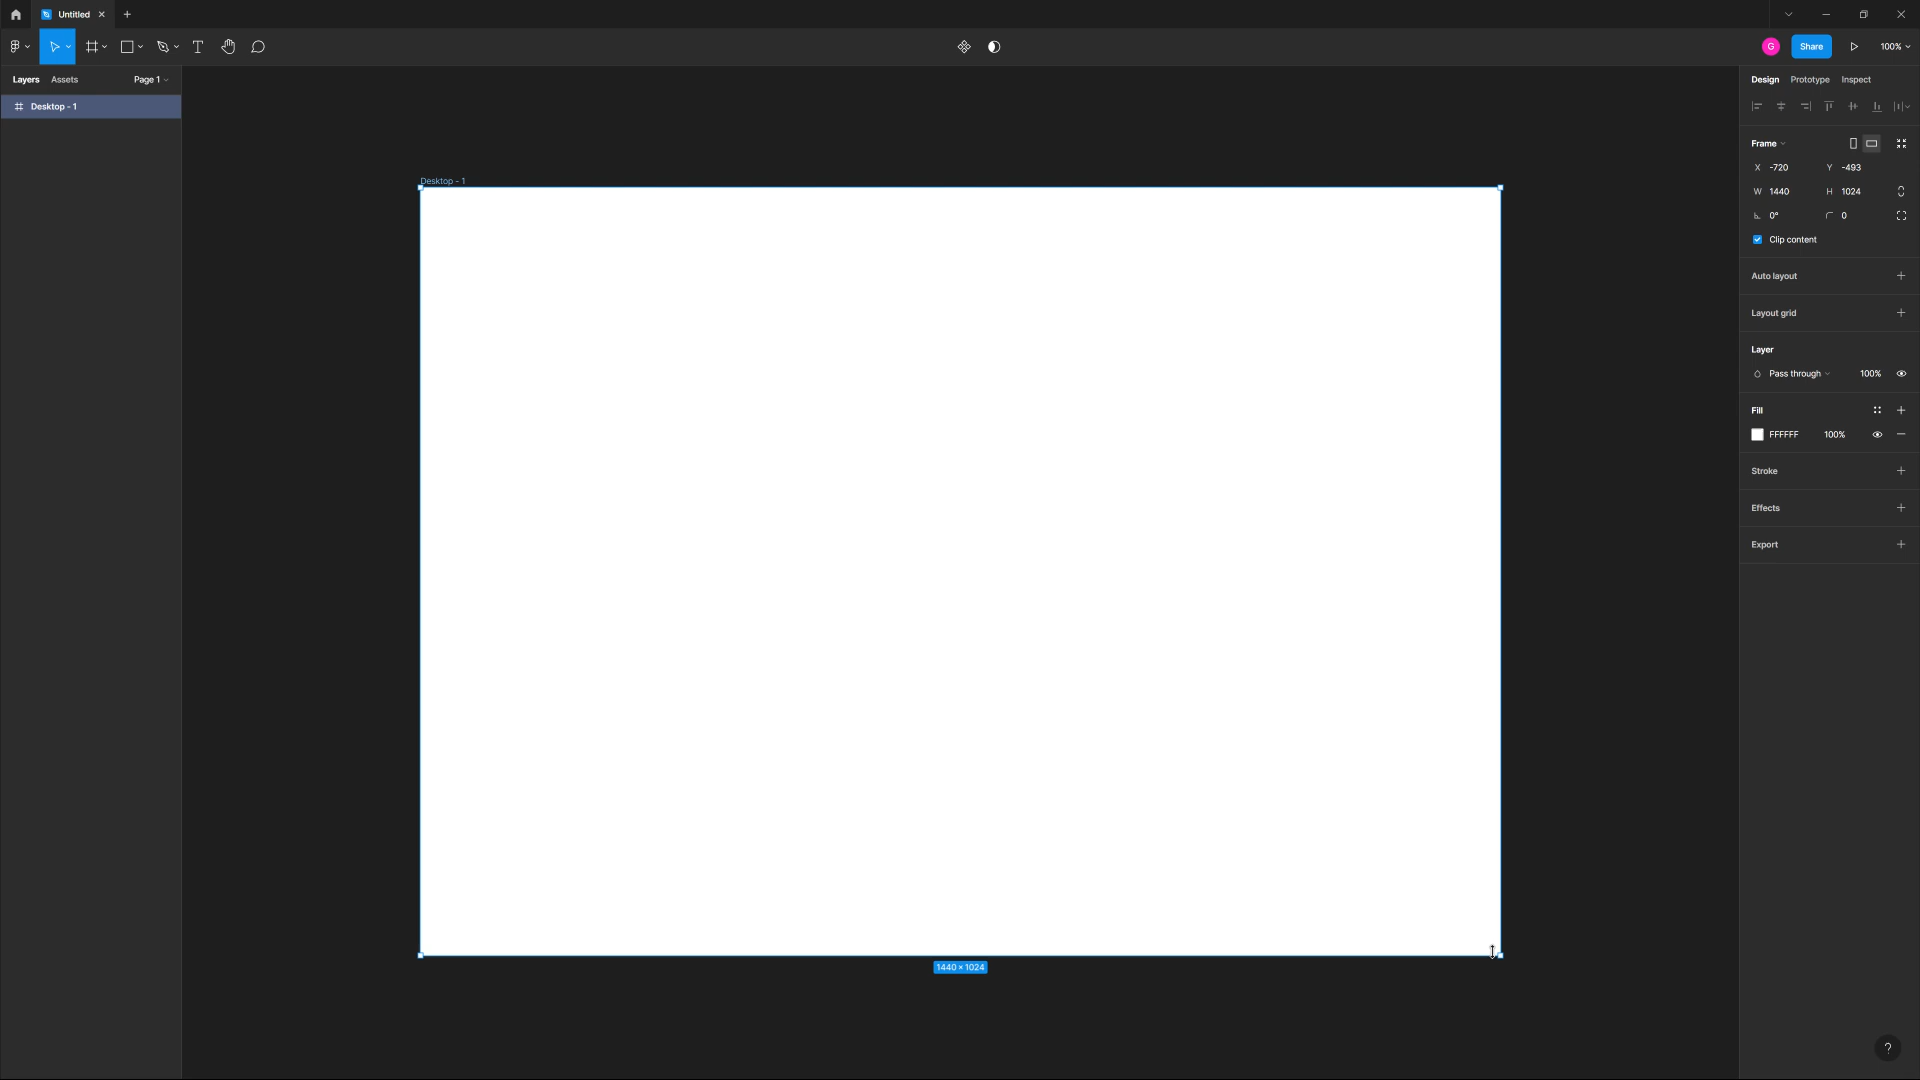 Untitled
G
Share
100%
Layers
Assets
Page 1
Design
Prototype
Inspect
Desktop - 1
Frame
X
-720
Y
-493
W
1440
H
1024
0°
0
Clip content
Auto layout
Layout grid
Layer
Pass through
100%
Fill
FFFFFF
100%
Stroke
Effects
Export
Desktop - 1
1440 × 1024
?